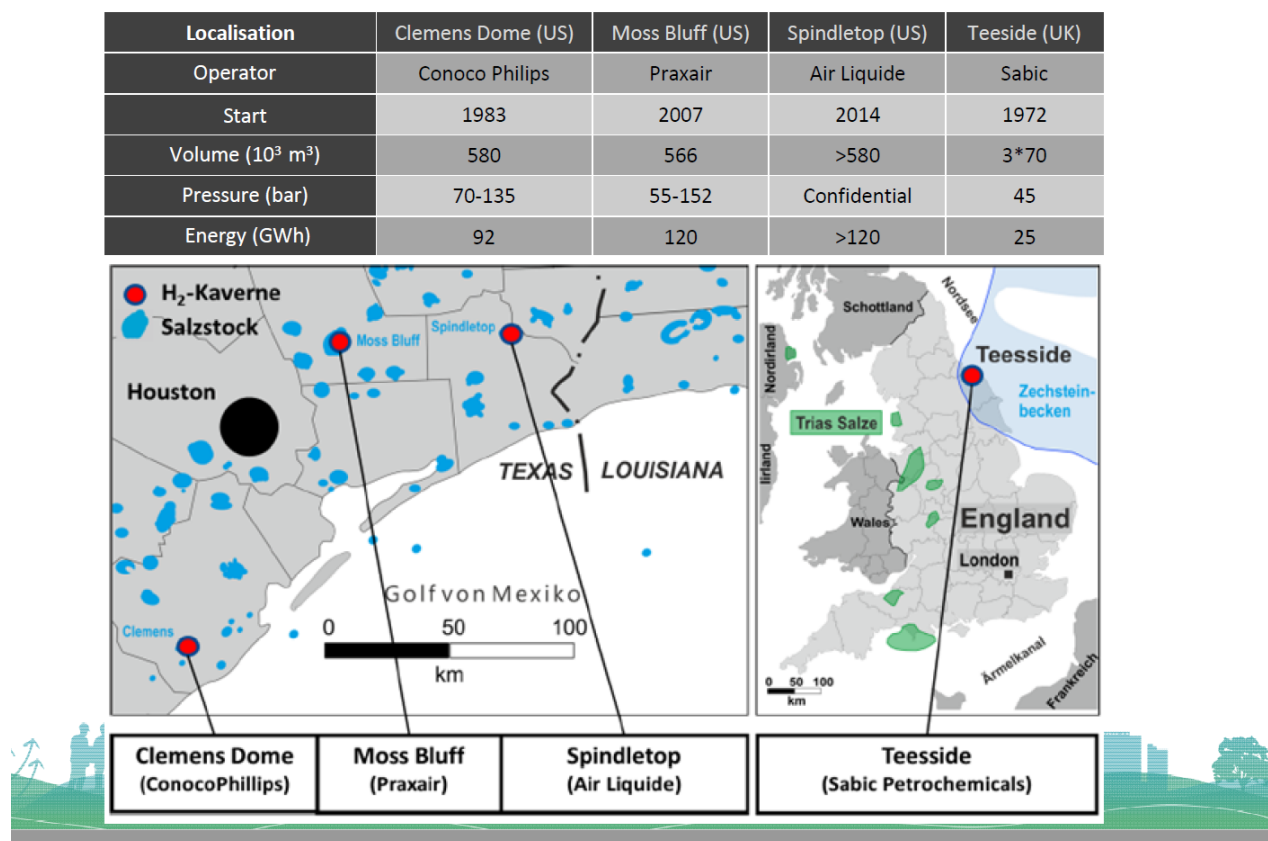 Localisation Clemens Dome (US) Moss Bluff (US) Spindletop (US) Teeside (UK)
Operator Conoco Philips Praxair Air Liquide Sabic
Start 1983 2007 2014 1972
Volume (10³ m³) 580 566 >580 3*70
Pressure (bar) 70-135 55-152 Confidential 45
Energy (GWh) 92 120 >120 25
H₂-Kaverne
Salzstock
Moss Bluff
Spindletop
Houston
TEXAS LOUISIANA
Clemens
Golf von Mexiko
0 50 100
km
Schottland
Nordsee
Nordirland
Teesside
Zechstein-
becken
Trias Salze
Irland
Wales
England
London
Ärmelkanal
Frankreich
0 50 100
km
Clemens Dome
(ConocoPhillips)
Moss Bluff
(Praxair)
Spindletop
(Air Liquide)
Teesside
(Sabic Petrochemicals)